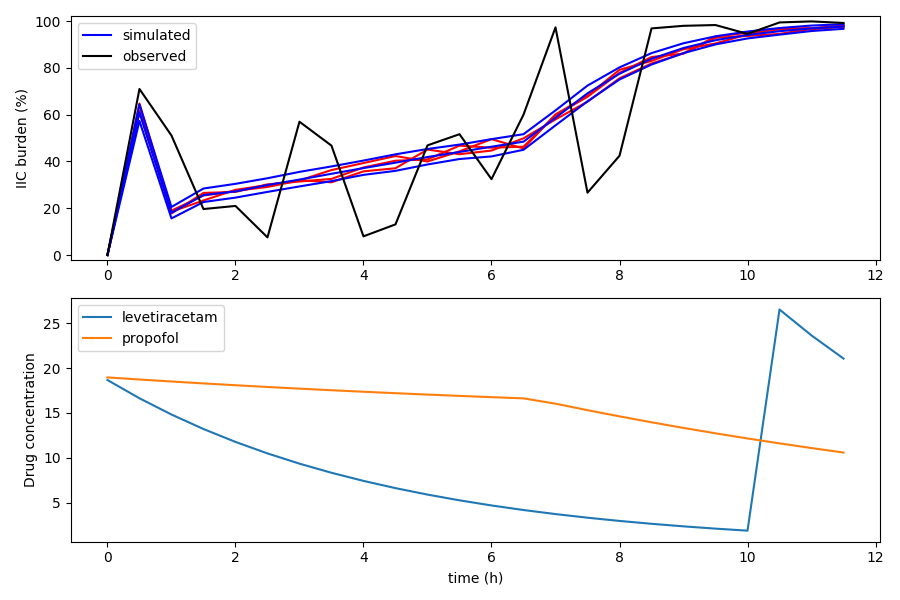 100
80
60
40
20
0
IIC burden (%)
simulated
observed
0 2 4 6 8 10 12
25
20
15
10
5
Drug concentration
levetiracetam
propofol
0 2 4 6 8 10 12
time (h)